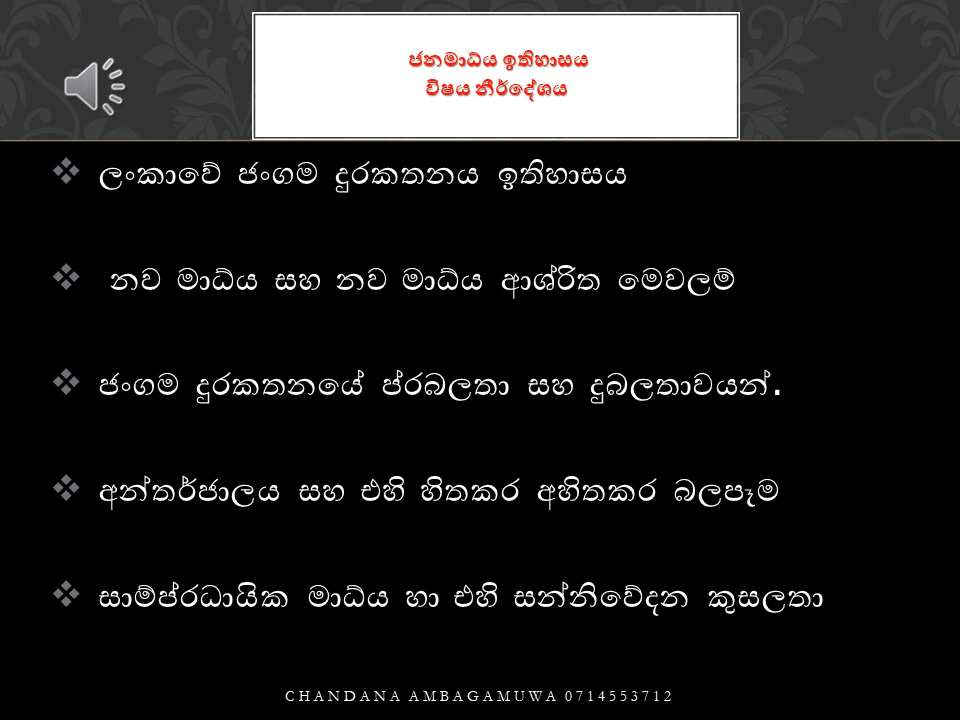 ජනමාධ්ය ඉතිහාසය
විෂය නිර්දේශය
❖ ලංකාවේ ජංගම දුරකතනය ඉතිහාසය
❖ නව මාධ්ය සහ නව මාධ්ය ආශ්රිත මෙවලම්
❖ ජංගම දුරකතනයේ ප්රබලතා සහ දුබලතාවයන්.
❖ අන්තර්ජාලය සහ එහි හිතකර අහිතකර බලපෑම
❖ සාම්ප්රධායික මාධ්ය හා එහි සන්නිවේදන කුසලතා
CHANDANA AMBAGAMUWA 0714553712